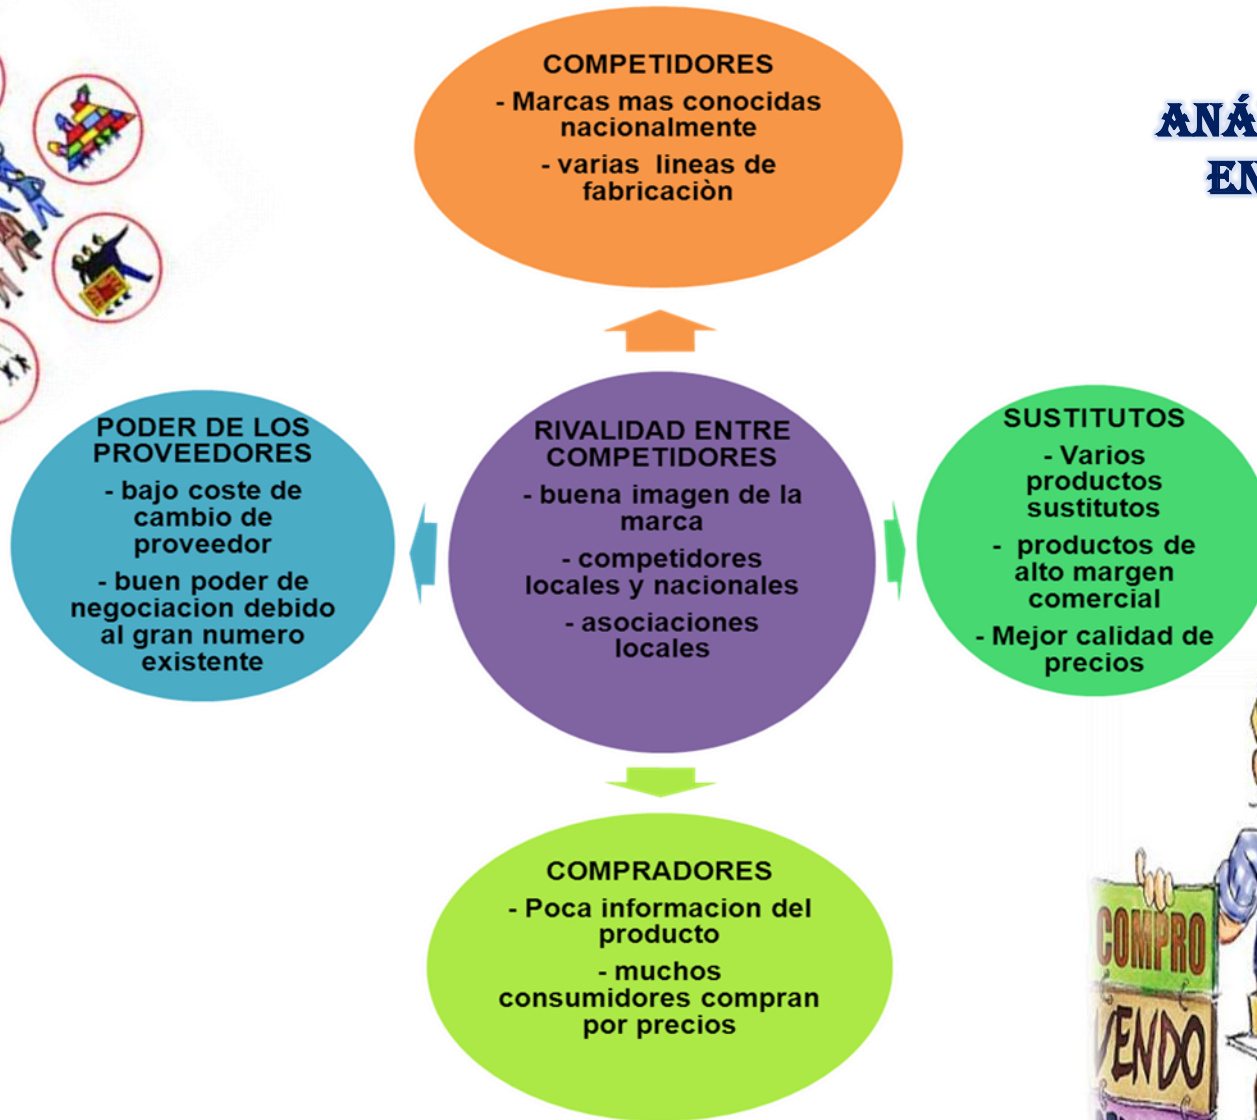 COMPETIDORES
- Marcas mas conocidas
nacionalmente
- varias lineas de
fabricaciòn
PODER DE LOS
PROVEEDORES
- bajo coste de
cambio de
proveedor
- buen poder de
negociacion debido
al gran numero
existente
RIVALIDAD ENTRE
COMPETIDORES
- buena imagen de la
marca
- competidores
locales y nacionales
- asociaciones
locales
SUSTITUTOS
- Varios
productos
sustitutos
- productos de
alto margen
comercial
- Mejor calidad de
precios
COMPRADORES
- Poca informacion del
producto
- muchos
consumidores compran
por precios
COMPRO
VENDO